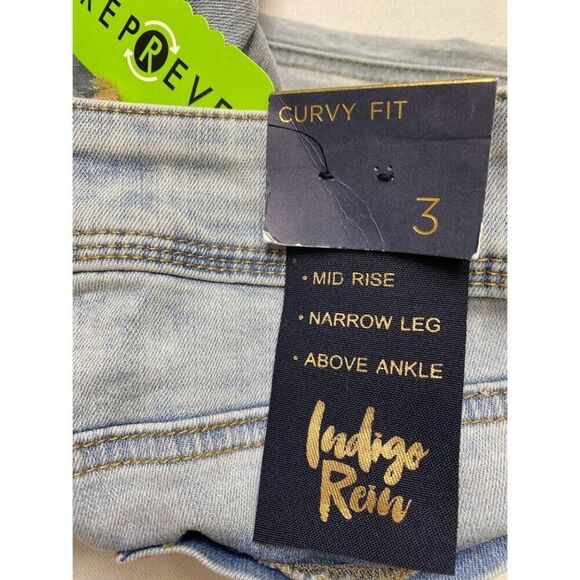 REPREVE
CURVY FIT
3
• MID RISE
• NARROW LEG
• ABOVE ANKLE
Indigo
Rein